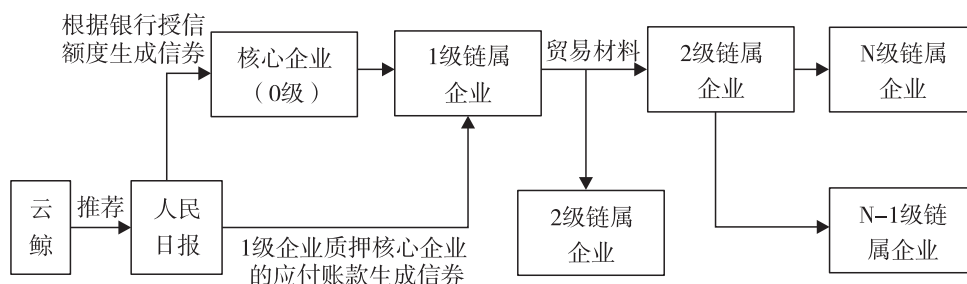 根据银行授信
额度生成信券
核心企业
（0级）
1级链属
企业
贸易材料
2级链属
企业
N级链属
企业
云
鲸
推荐
人民
日报
1级企业质押核心企业
的应付账款生成信券
2级链属
企业
N-1级链
属企业